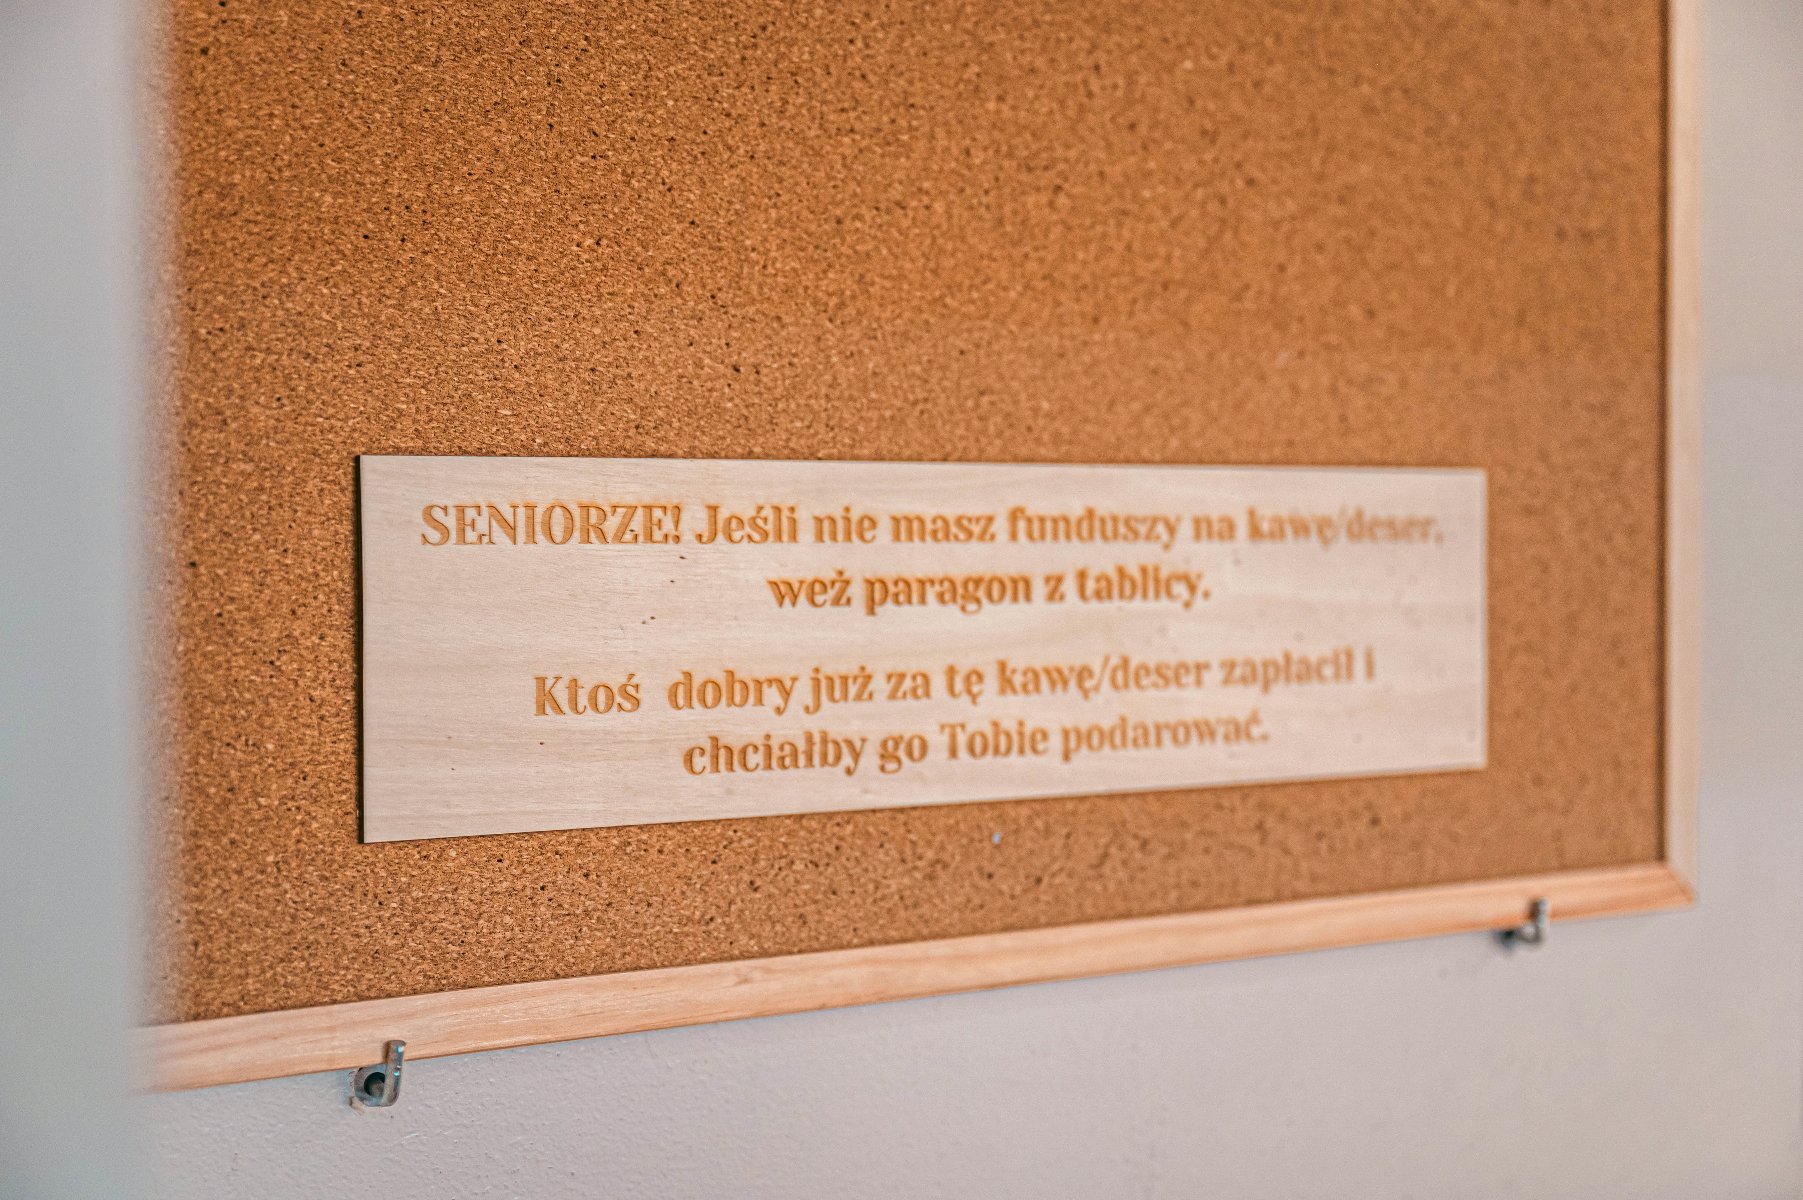 SENIORZE! Jeśli nie masz funduszy na kawę/deser,
weż paragon z tablicy.
Ktoś dobry już za tę kawę/deser zapłacił i
chciałby go Tobie podarować.